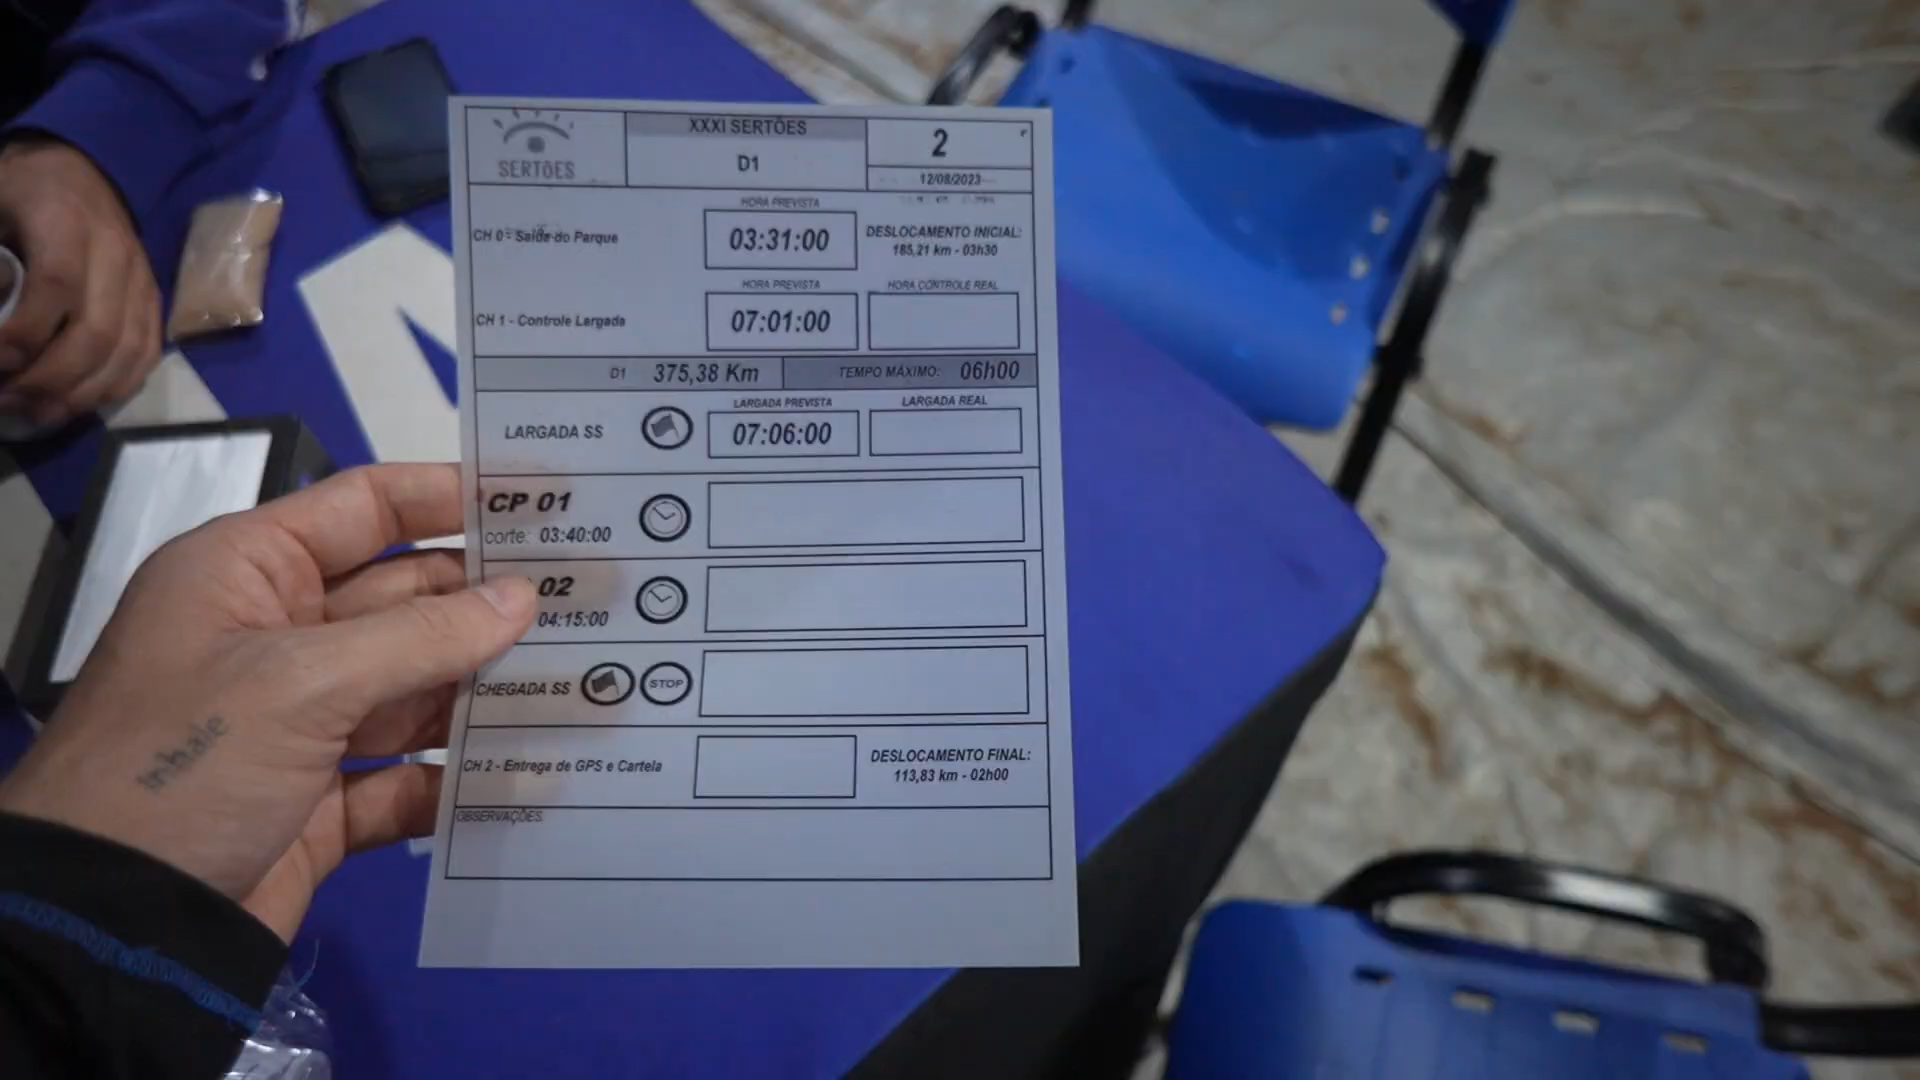 SERTÕES
XXXI SERTÕES
D1
2
12/08/2023
HORA PREVISTA
CH 0 - Saída do Parque
03:31:00
DESLOCAMENTO INICIAL:
185,21 km - 03h30
HORA PREVISTA
HORA CONTROLE REAL
CH 1 - Controle Largada
07:01:00
D1 375,38 Km
TEMPO MÁXIMO: 06h00
LARGADA PREVISTA
LARGADA REAL
LARGADA SS
07:06:00
CP 01
corte: 03:40:00
02
04:15:00
CHEGADA SS
STOP
CH 2 - Entrega de GPS e Cartela
DESLOCAMENTO FINAL:
113,83 km - 02h00
OBSERVAÇÕES:
inhale